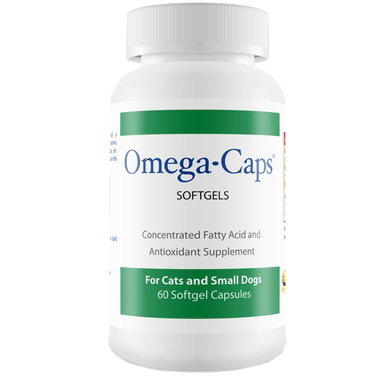 Omega•Caps™
SOFTGELS
Concentrated Fatty Acid and
Antioxidant Supplement
For Cats and Small Dogs
60 Softgel Capsules